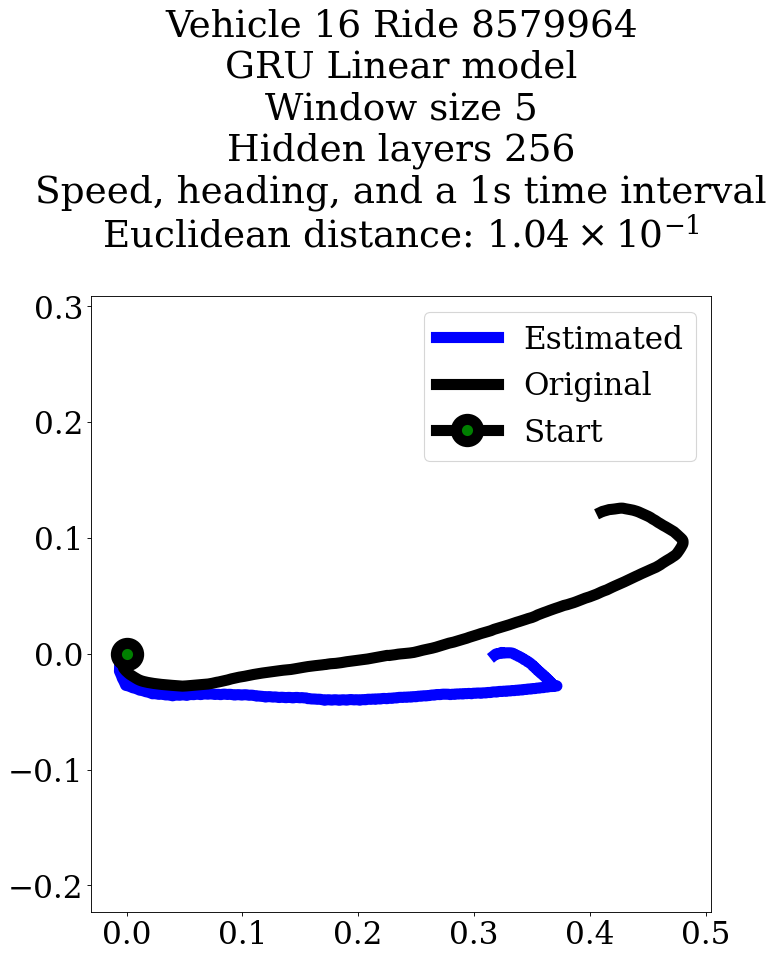 Vehicle 16 Ride 8579964
GRU Linear model
Window size 5
Hidden layers 256
Speed, heading, and a 1s time interval
Euclidean distance: 1.04 × 10⁻¹
0.3
0.2
0.1
0.0
−0.1
−0.2
Estimated
Original
Start
0.0 0.1 0.2 0.3 0.4 0.5